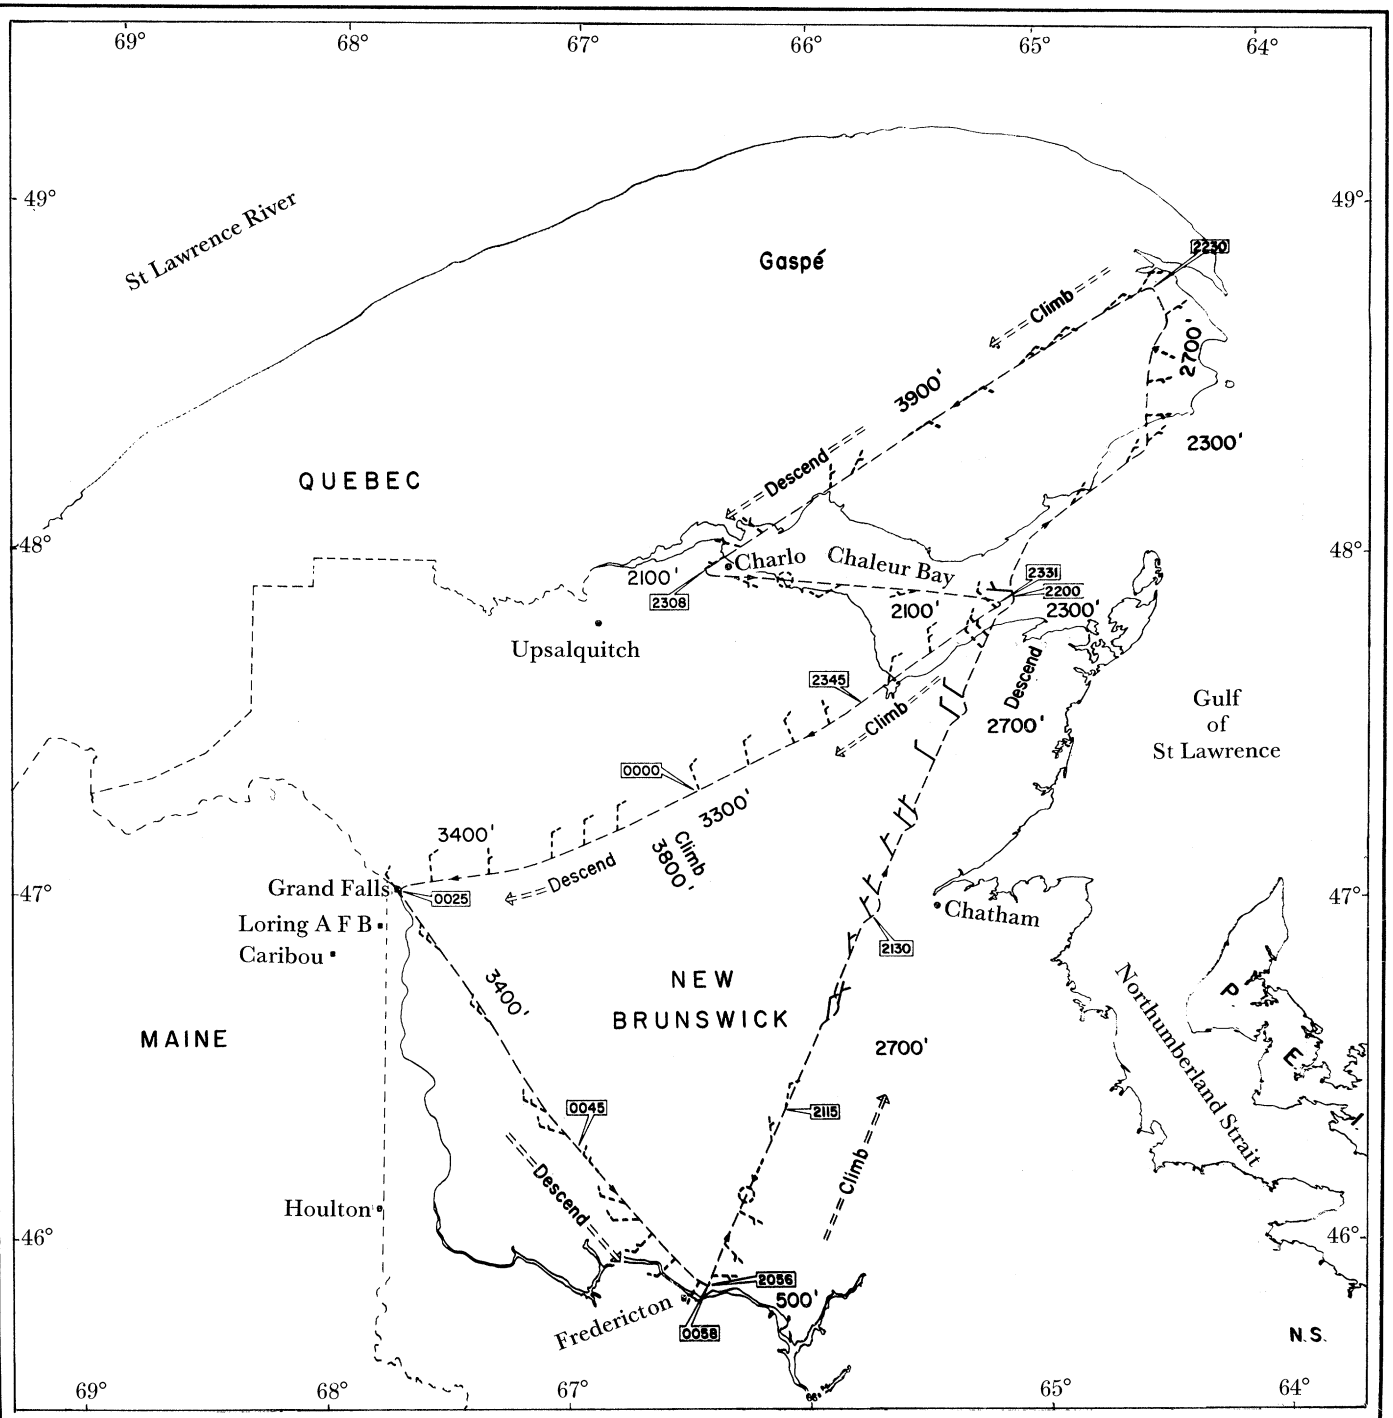 69° 68° 67° 66° 65° 64°
49° 49°
St Lawrence River
2230
Gaspé
Climb
2700'
3900'
2300'
Descend
QUEBEC
48° 48°
Charlo
Chaleur Bay
2100'
2331
2308
2200
2100'
2300'
Upsalquitch
Descend
2345
Climb
2700'
Gulf
of
St Lawrence
0000
3300'
3400'
Climb
3800'
Descend
Grand Falls
47° 47°
0025
Chatham
Loring A F B
Caribou
2130
3400'
NEW
BRUNSWICK
Northumberland Strait
P
E
I
MAINE
2700'
0045
2115
Descend
Climb
Houlton
46° 46°
2056
500'
Fredericton
0058
N.S.
69° 68° 67° 66° 65° 64°